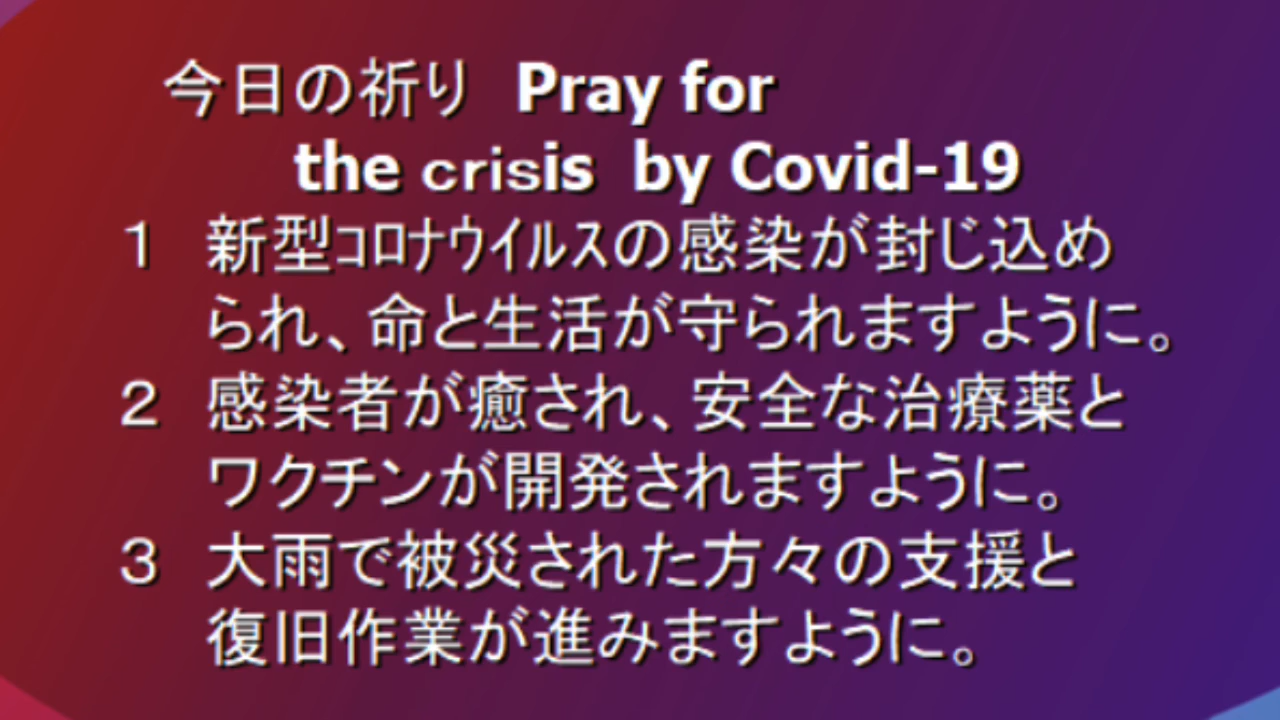 今日の祈り Pray for
the crisis by Covid-19
１ 新型ｺﾛﾅｳｲﾙｽの感染が封じ込め
られ、命と生活が守られますように。
２ 感染者が癒され、安全な治療薬と
ワクチンが開発されますように。
３ 大雨で被災された方々の支援と
復旧作業が進みますように。